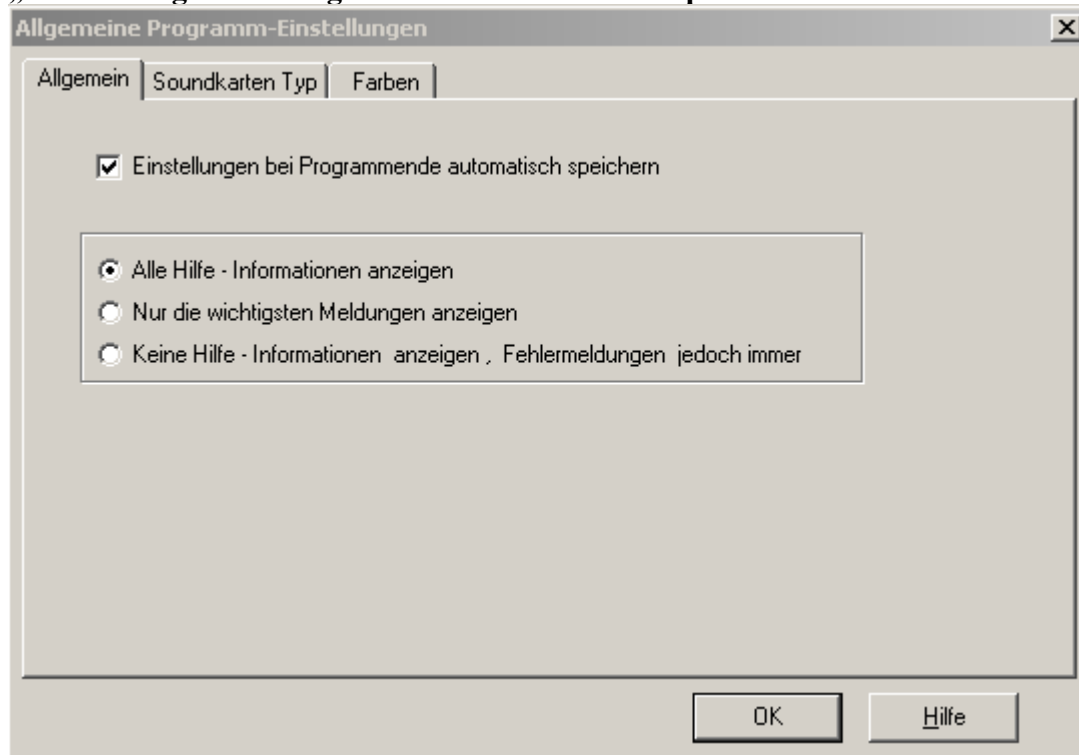 Allgemeine Programm-Einstellungen
Allgemein Soundkarten Typ Farben
Einstellungen bei Programmende automatisch speichern
Alle Hilfe - Informationen anzeigen
Nur die wichtigsten Meldungen anzeigen
Keine Hilfe - Informationen anzeigen , Fehlermeldungen jedoch immer
OK Hilfe